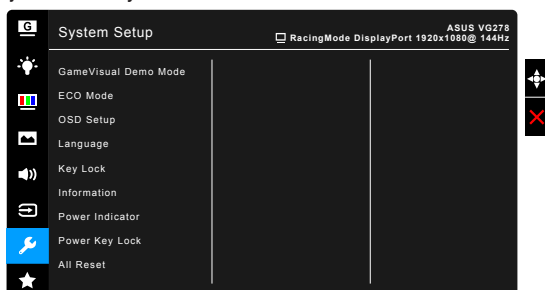 G
System Setup
ASUS VG278
RacingMode DisplayPort 1920x1080@ 144Hz
GameVisual Demo Mode
ECO Mode
OSD Setup
Language
Key Lock
Information
Power Indicator
Power Key Lock
All Reset